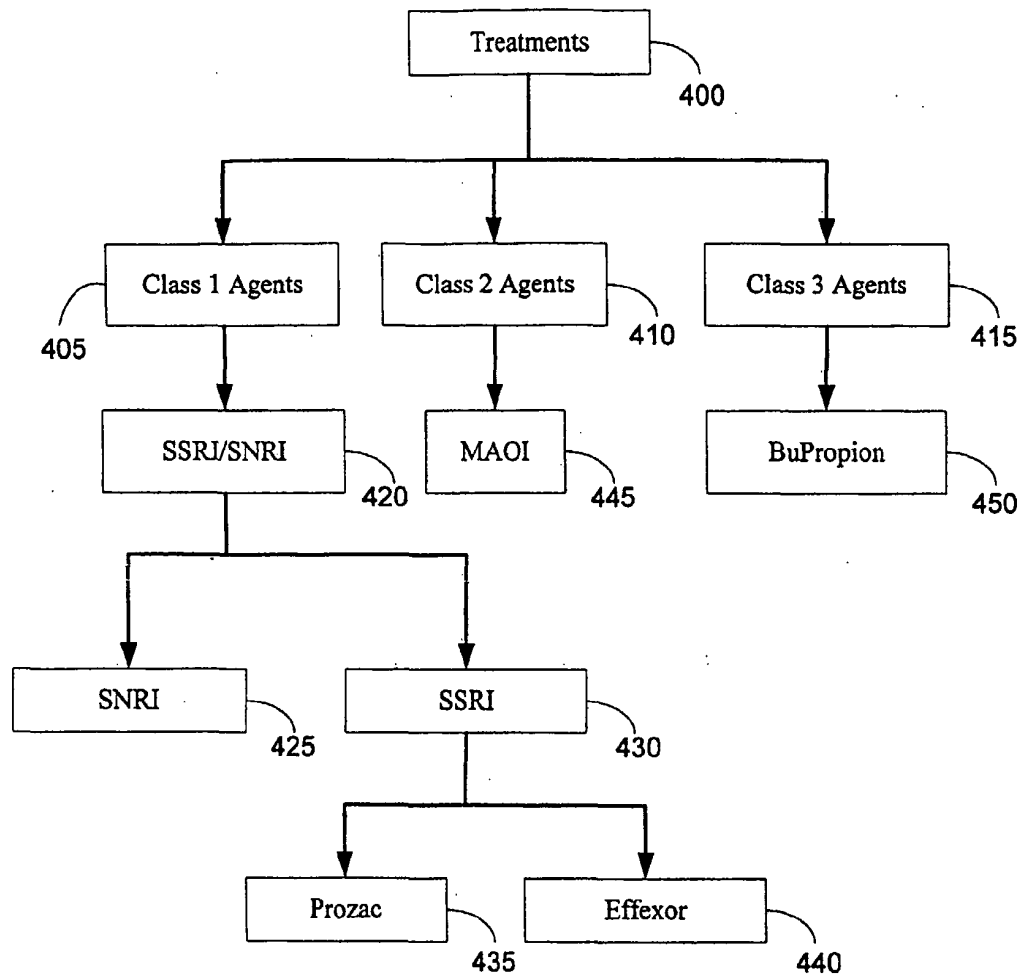 Treatments
400
Class 1 Agents
Class 2 Agents
Class 3 Agents
405
410
415
SSRI/SNRI
MAOI
BuPropion
420
445
450
SNRI
SSRI
425
430
Prozac
Effexor
435
440